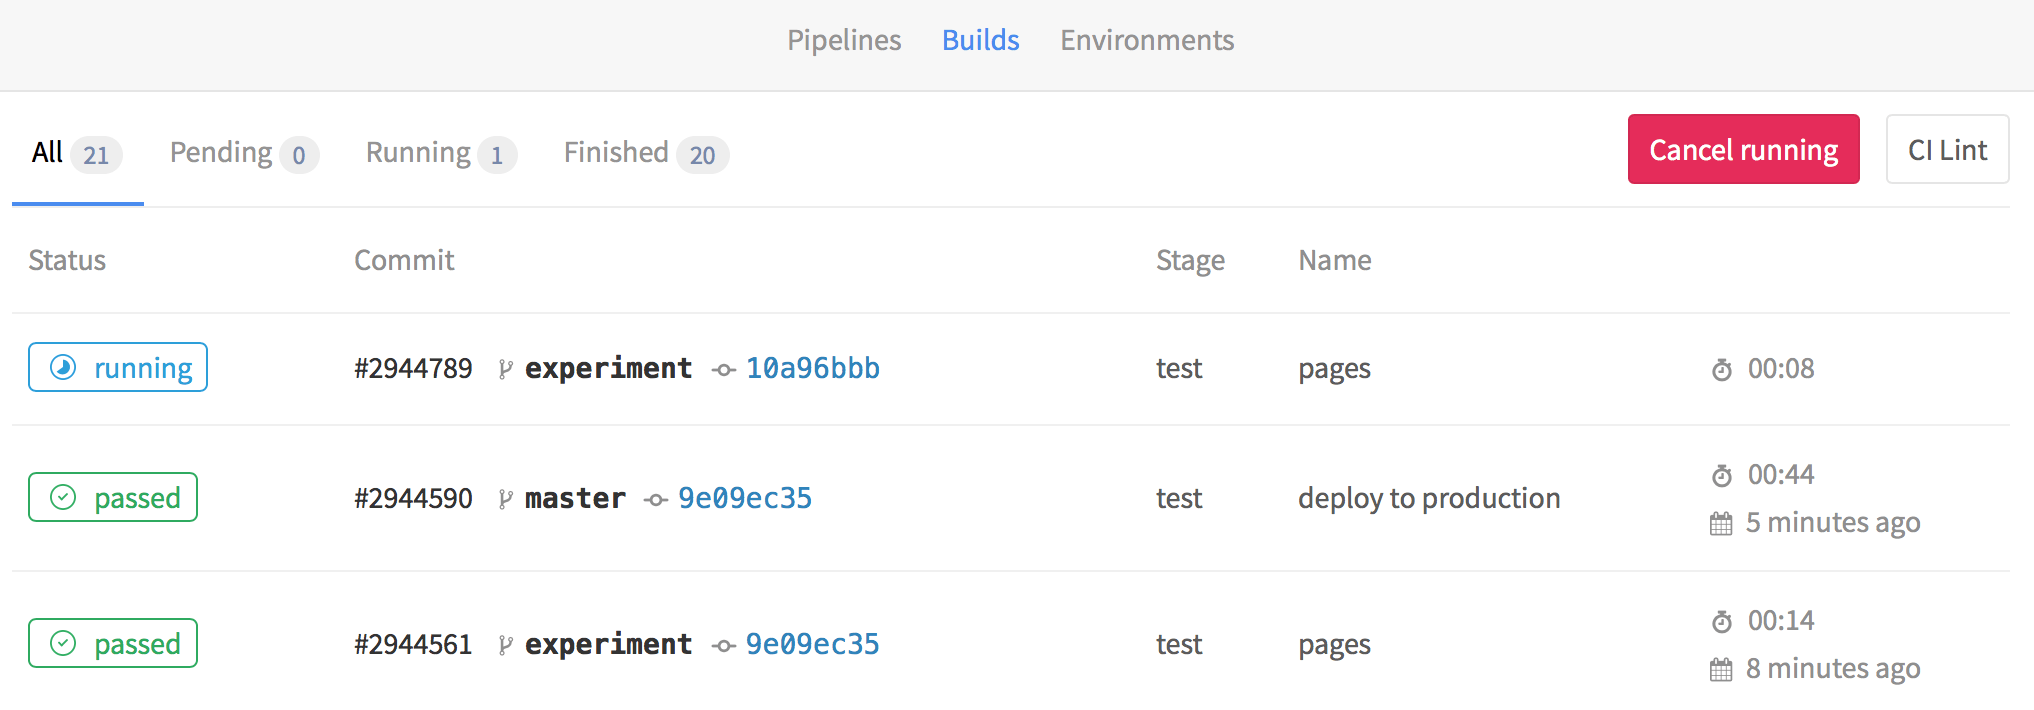 Pipelines Builds Environments
All 21 Pending 0 Running 1 Finished 20 Cancel running CI Lint
Status Commit Stage Name
running #2944789 experiment 10a96bbb test pages 00:08
passed #2944590 master 9e09ec35 test deploy to production 00:44
5 minutes ago
passed #2944561 experiment 9e09ec35 test pages 00:14
8 minutes ago